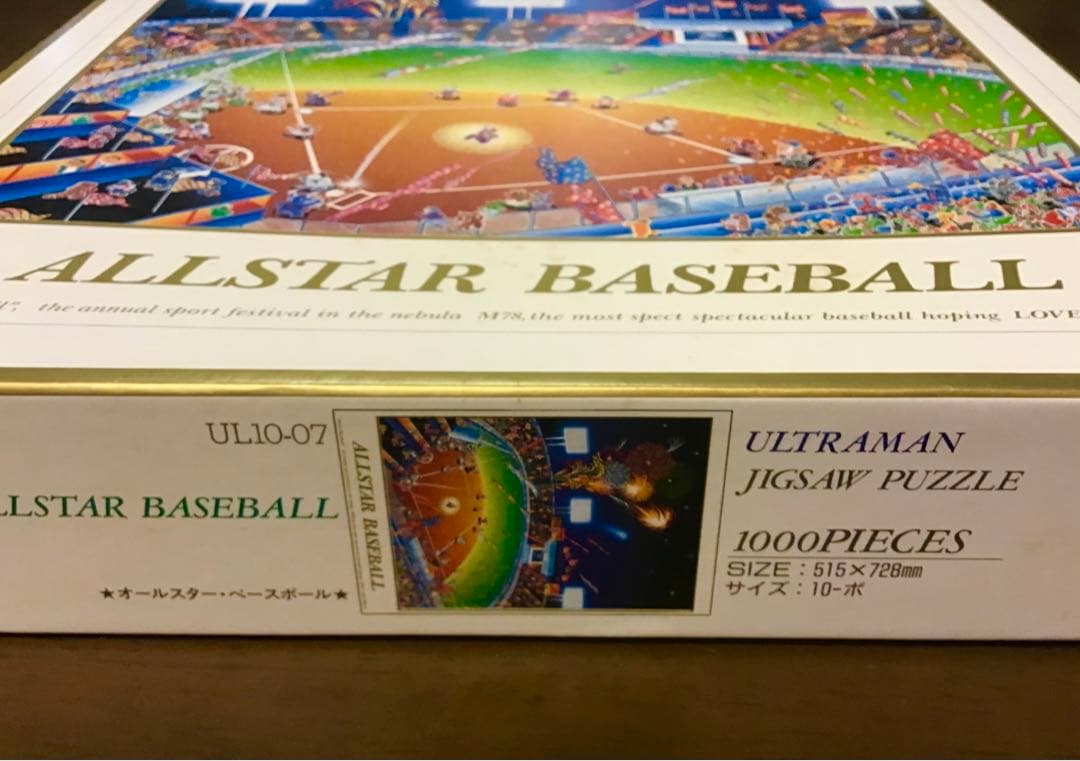 ALLSTAR BASEBALL
the annual sport festival in the nebula M78, the most spect spectacular baseball hoping LOVE
UL10-07
LLSTAR BASEBALL
★オールスター・ベースボール★
ALLSTAR BASEBALL
ULTRAMAN
JIGSAW PUZZLE
1000PIECES
SIZE：515×728mm
サイズ：10-ボ